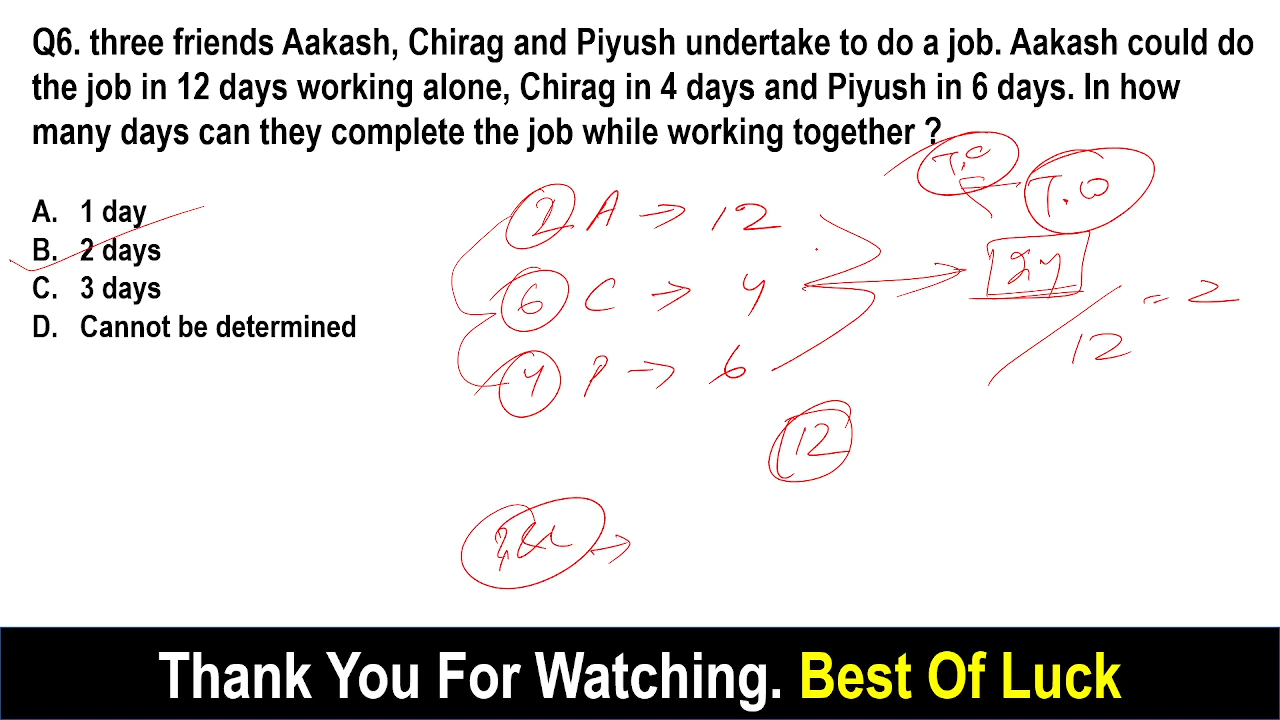 Q6. three friends Aakash, Chirag and Piyush undertake to do a job. Aakash could do
the job in 12 days working alone, Chirag in 4 days and Piyush in 6 days. In how
many days can they complete the job while working together ?
A. 1 day
B. 2 days
C. 3 days
D. Cannot be determined
T.W
2 A → 12
6 C → 4
24
12
= 2
4 P → 6
12
Thank You For Watching. Best Of Luck